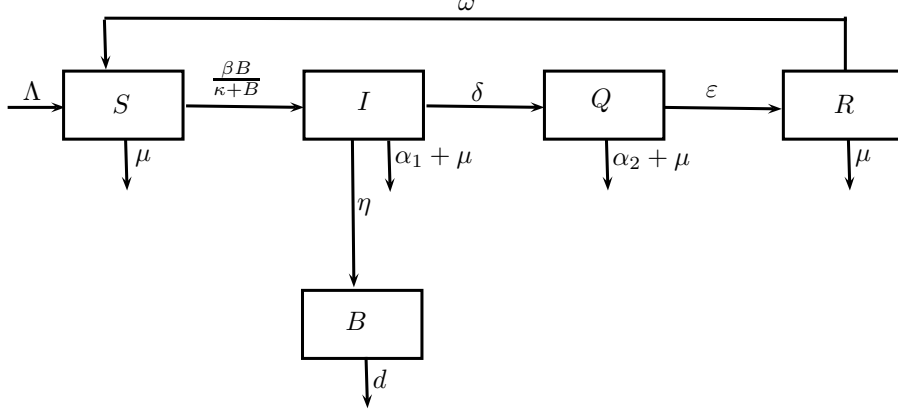 ω
Λ
S
βB
κ+B
I
δ
Q
ε
R
μ
α₁ + μ
α₂ + μ
μ
η
B
d